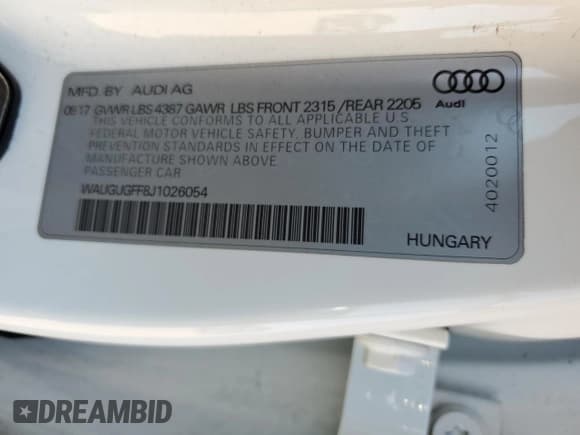 MFD. BY AUDI AG
08 17 GVWR LBS 4387 GAWR LBS FRONT 2315 /REAR 2205
Audi
THIS VEHICLE CONFORMS TO ALL APPLICABLE U.S.
FEDERAL MOTOR VEHICLE SAFETY, BUMPER AND THEFT
PREVENTION STANDARDS IN EFFECT ON THE DATE OF
MANUFACTURE SHOWN ABOVE
PASSENGER CAR
WAUGUGFF8J1026054
4020012
HUNGARY
DREAMBID